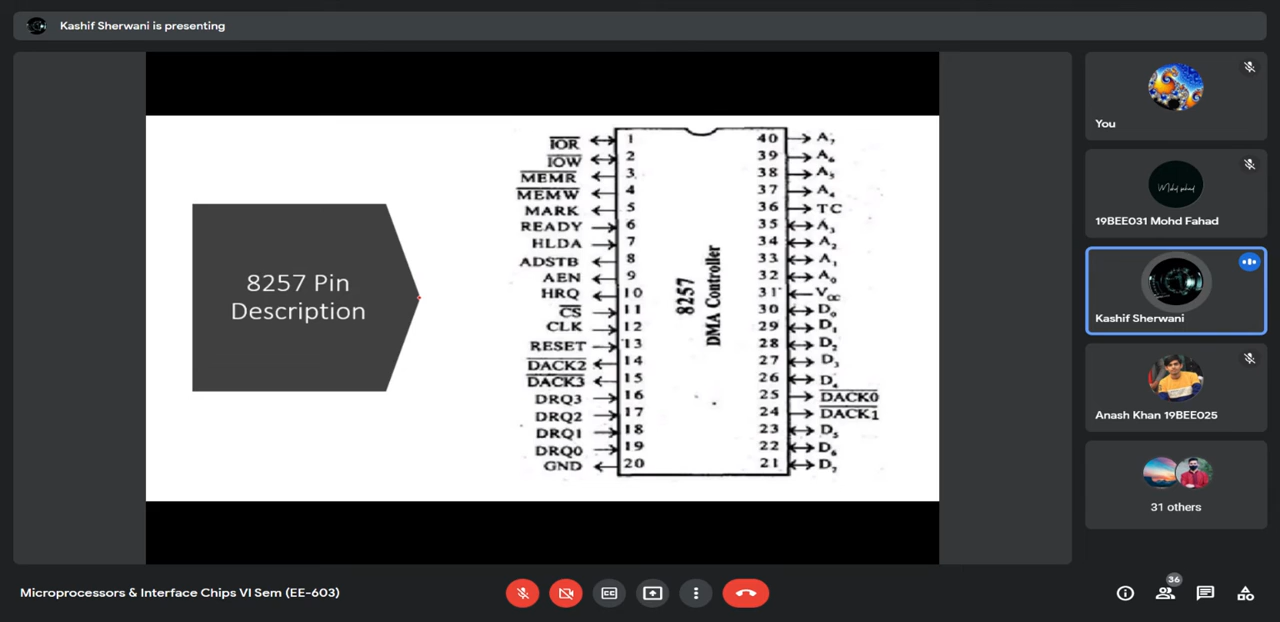 Kashif Sherwani is presenting
8257 Pin
Description
IOR 1
IOW 2
MEMR 3
MEMW 4
MARK 5
READY 6
HLDA 7
ADSTB 8
AEN 9
HRQ 10
CS 11
CLK 12
RESET 13
DACK2 14
DACK3 15
DRQ3 16
DRQ2 17
DRQ1 18
DRQ0 19
GND 20
8257
DMA Controller
40 A7
39 A6
38 A5
37 A4
36 TC
35 A3
34 A2
33 A1
32 A0
31 Vcc
30 D0
29 D1
28 D2
27 D3
26 D4
25 DACK0
24 DACK1
23 D5
22 D6
21 D7
You
Mohd Fahad
19BEE031 Mohd Fahad
Kashif Sherwani
Anash Khan 19BEE025
31 others
Microprocessors & Interface Chips VI Sem (EE-603)
36